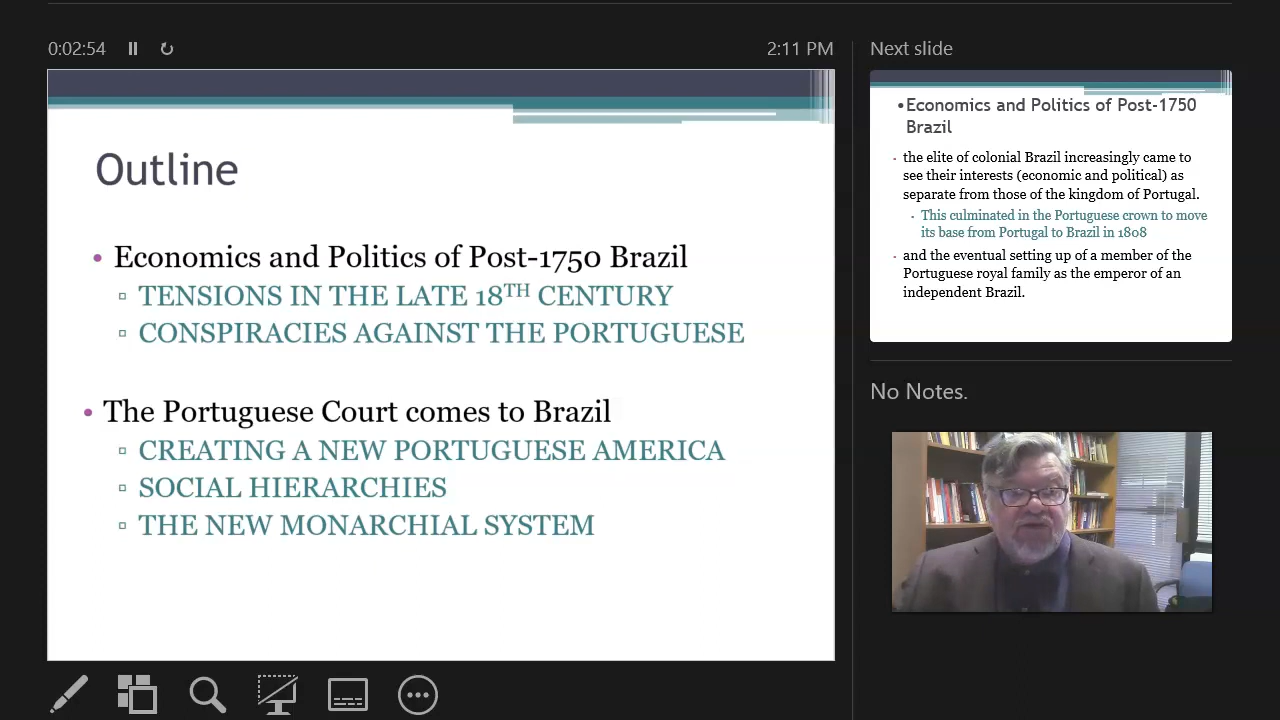 0:02:54
2:11 PM
Next slide
Outline
• Economics and Politics of Post-1750 Brazil
▫ TENSIONS IN THE LATE 18TH CENTURY
▫ CONSPIRACIES AGAINST THE PORTUGUESE
• The Portuguese Court comes to Brazil
▫ CREATING A NEW PORTUGUESE AMERICA
▫ SOCIAL HIERARCHIES
▫ THE NEW MONARCHIAL SYSTEM
•Economics and Politics of Post-1750
Brazil
• the elite of colonial Brazil increasingly came to
see their interests (economic and political) as
separate from those of the kingdom of Portugal.
• This culminated in the Portuguese crown to move
its base from Portugal to Brazil in 1808
• and the eventual setting up of a member of the
Portuguese royal family as the emperor of an
independent Brazil.
No Notes.